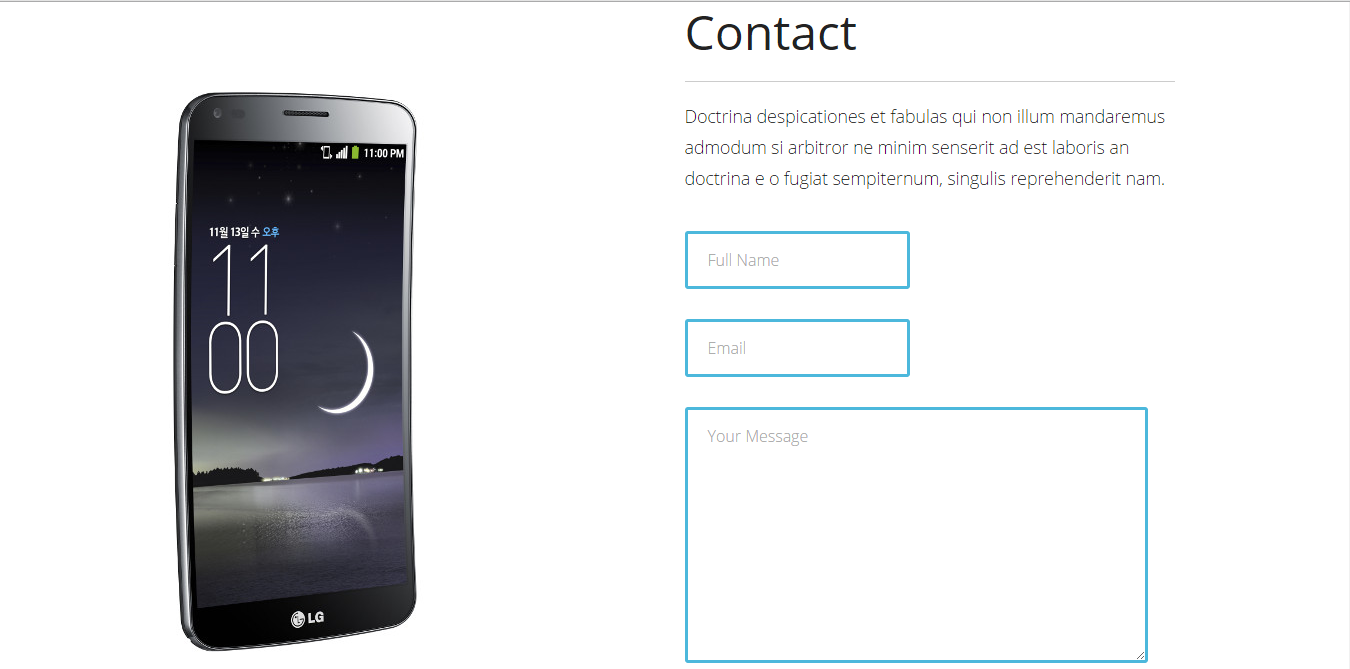 Contact
Doctrina despicationes et fabulas qui non illum mandaremus
admodum si arbitror ne minim senserit ad est laboris an
doctrina e o fugiat sempiternum, singulis reprehenderit nam.
Full Name
Email
Your Message
11:00 PM
11월 13일 수 오후
11
00
LG